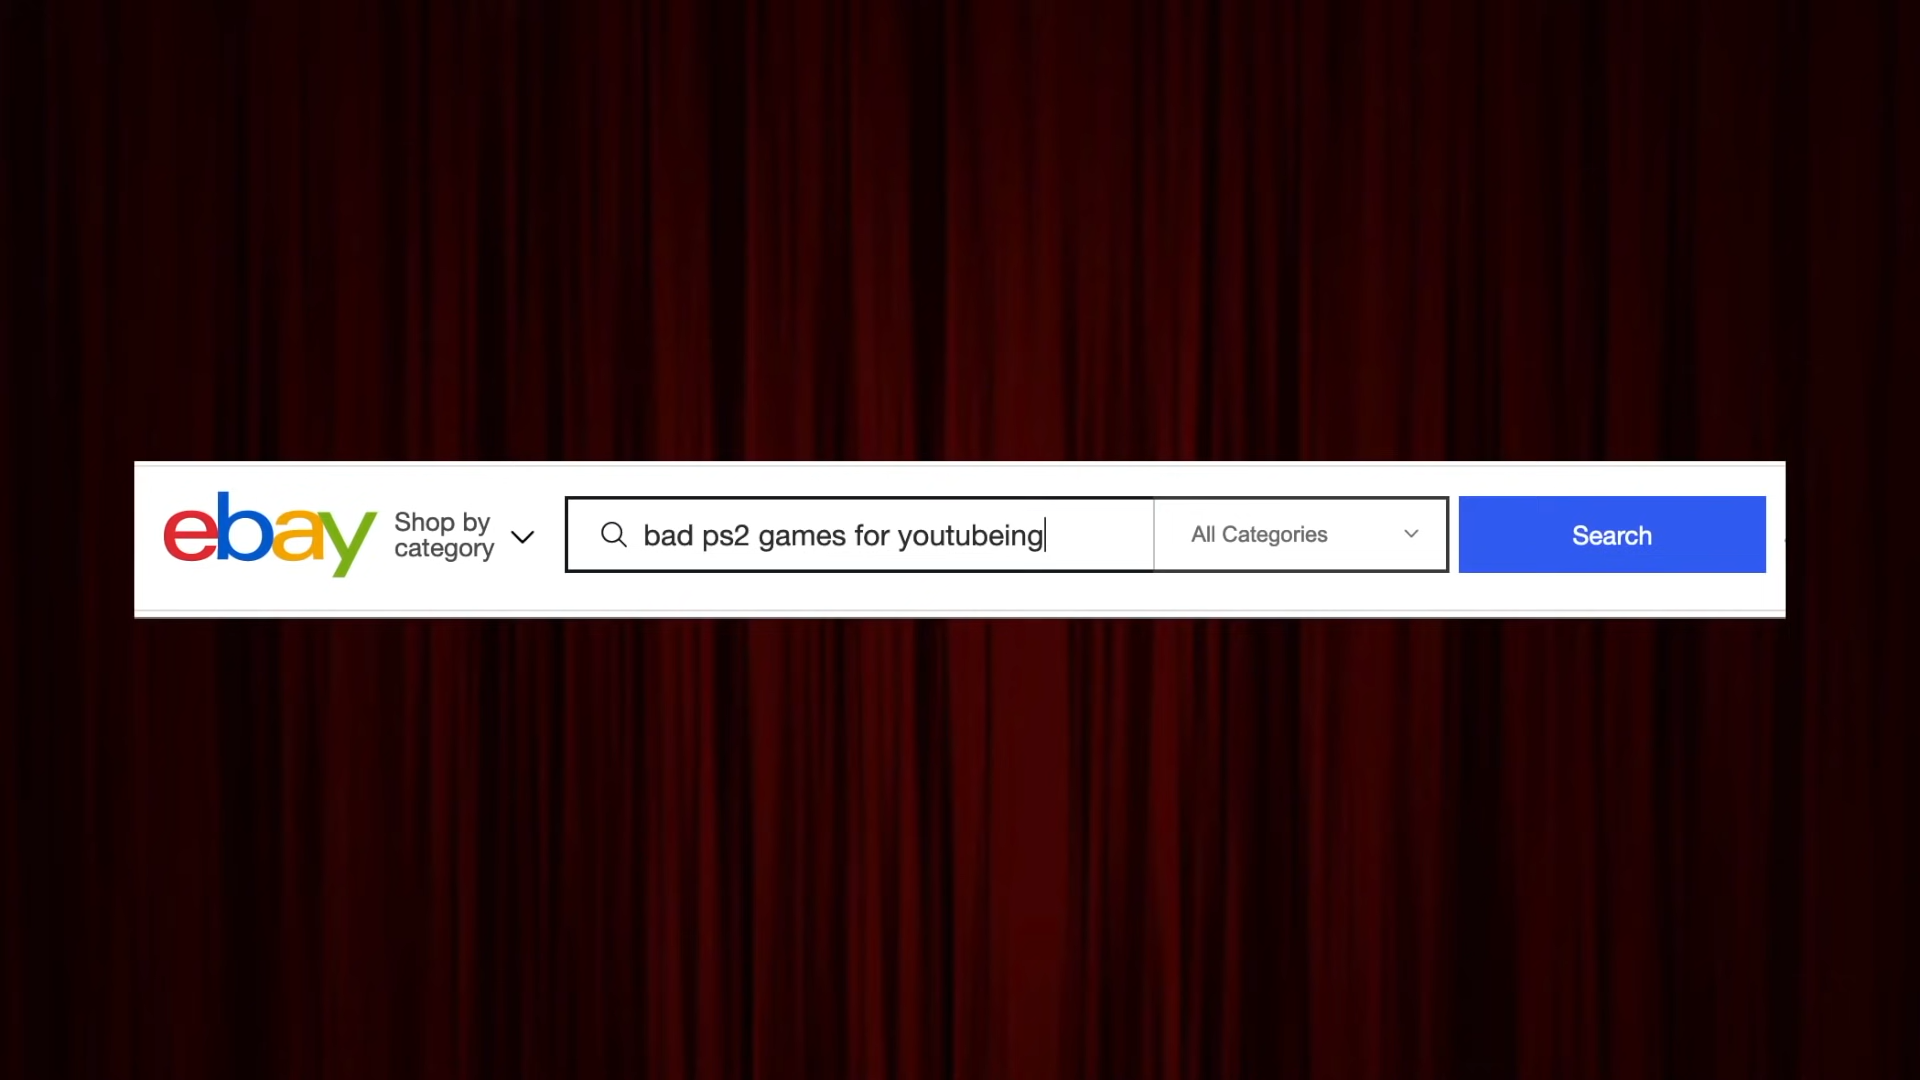 ebay
Shop by
category
bad ps2 games for youtubeing
All Categories
Search